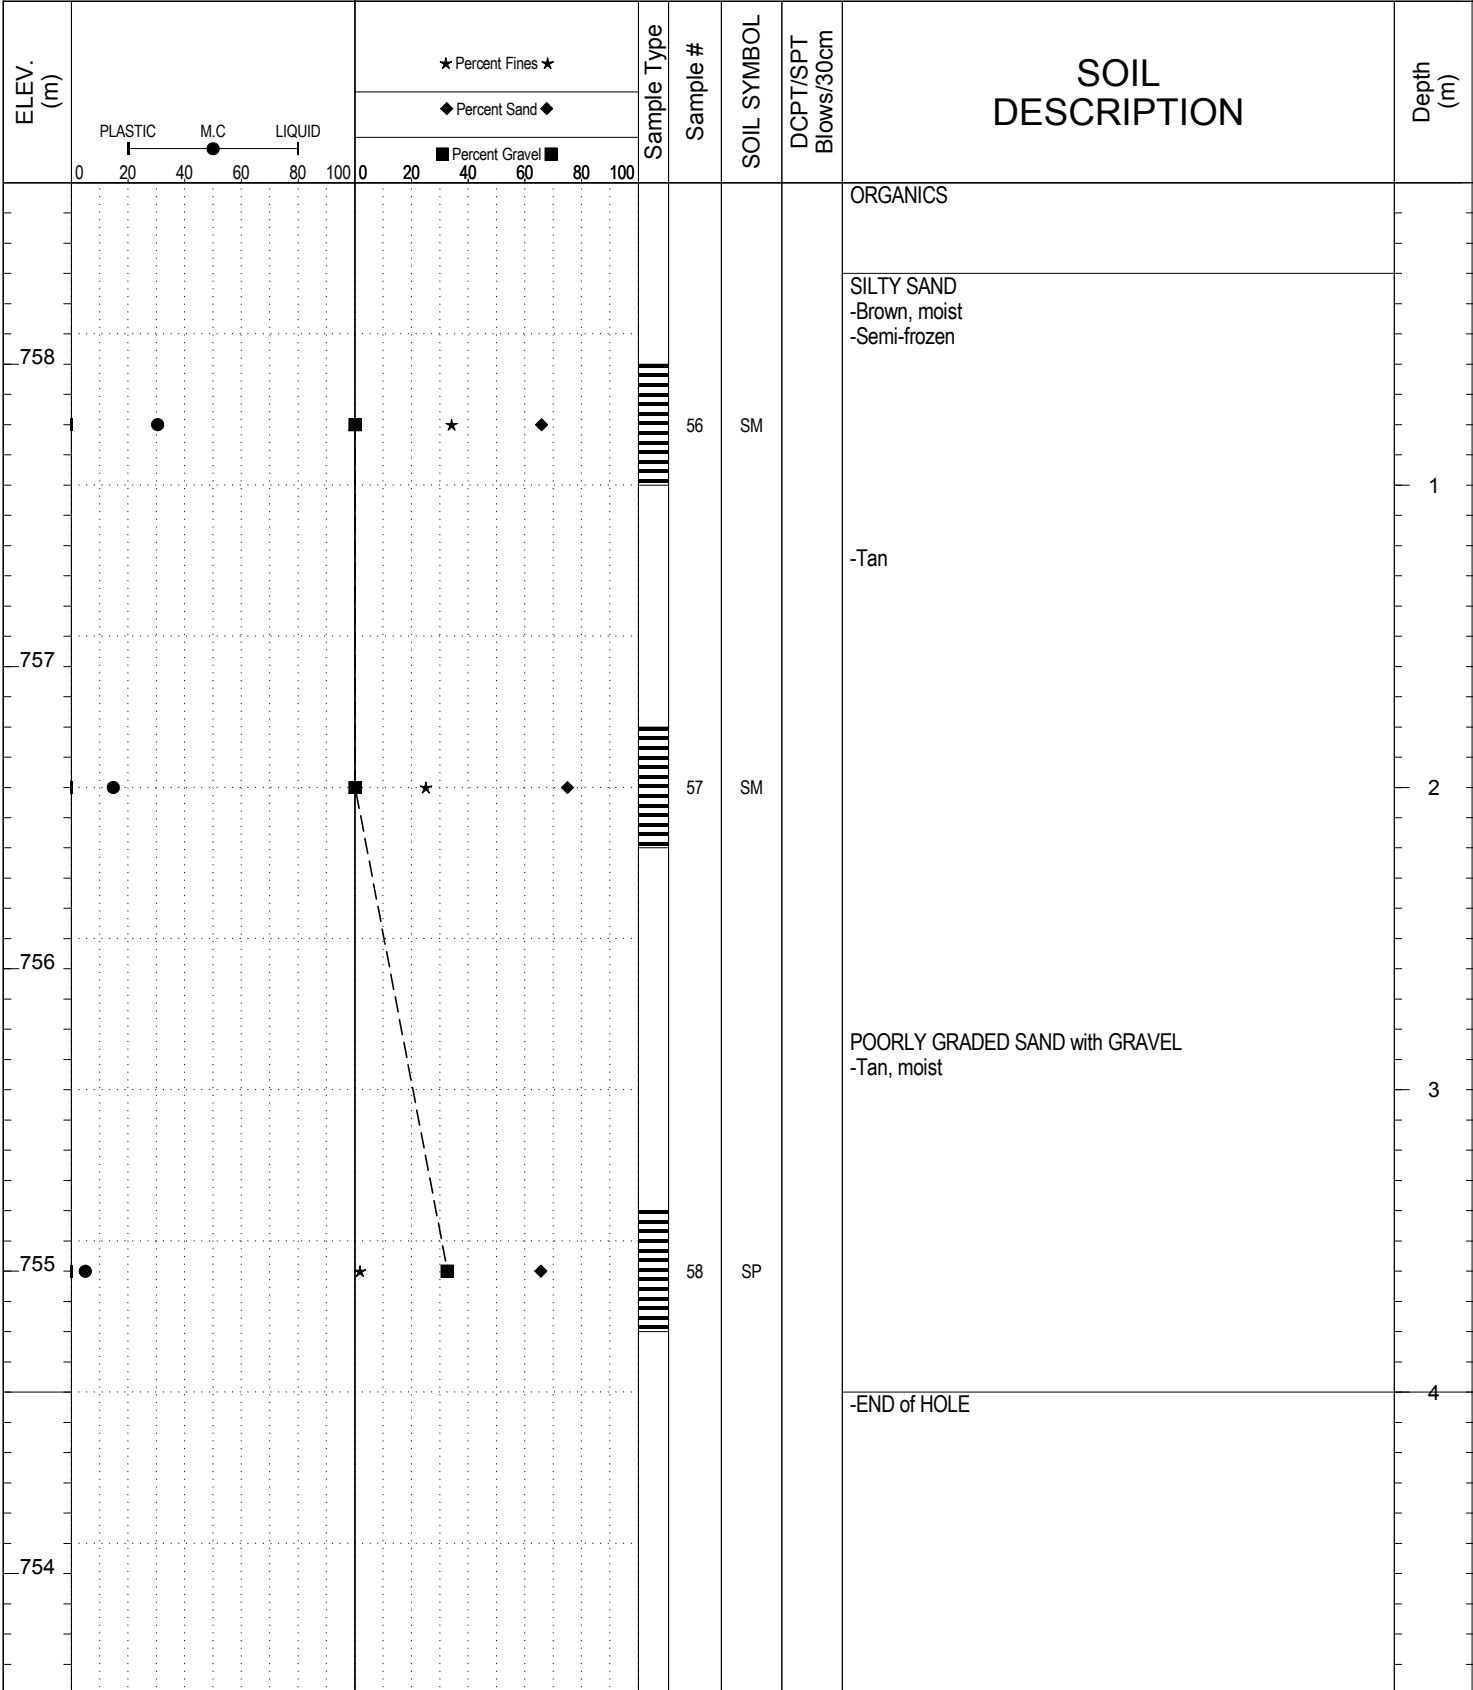 ELEV.
(m)
PLASTIC M.C LIQUID
0 20 40 60 80 100
★ Percent Fines ★
◆ Percent Sand ◆
■ Percent Gravel ■
0 20 40 60 80 100
Sample Type
Sample #
SOIL SYMBOL
DCPT/SPT
Blows/30cm
SOIL
DESCRIPTION
Depth
(m)
ORGANICS
SILTY SAND
-Brown, moist
-Semi-frozen
758
56 SM
1
-Tan
757
57 SM
2
756
POORLY GRADED SAND with GRAVEL
-Tan, moist
3
755
58 SP
4
-END of HOLE
754